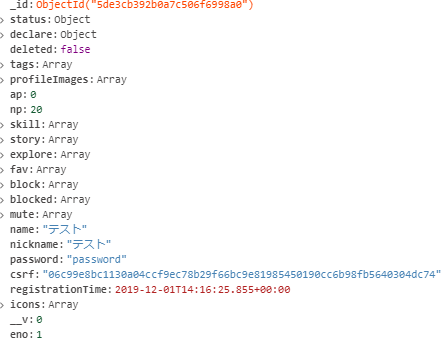 _id:ObjectId("5de3cb392b0a7c506f6998a0")
> status:Object
> declare:Object
deleted:false
> tags:Array
> profileImages:Array
ap:0
np:20
> skill:Array
> story:Array
> explore:Array
> fav:Array
> block:Array
> blocked:Array
> mute:Array
name:"テスト"
nickname:"テスト"
password:"password"
csrf:"06c99e8bc1130a04ccf9ec78b29f66bc9e81985450190cc6b98fb5640304dc74"
registrationTime:2019-12-01T14:16:25.855+00:00
> icons:Array
__v:0
eno:1